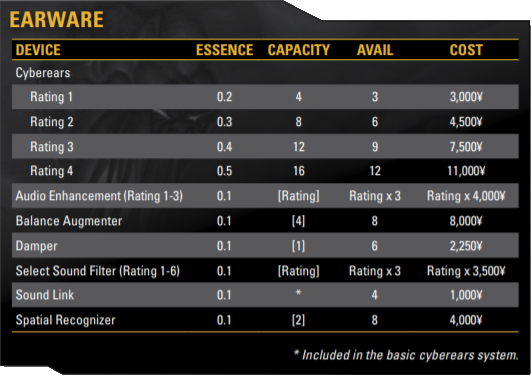 EARWARE
DEVICE ESSENCE CAPACITY AVAIL COST
Cyberears
Rating 1 0.2 4 3 3,000¥
Rating 2 0.3 8 6 4,500¥
Rating 3 0.4 12 9 7,500¥
Rating 4 0.5 16 12 11,000¥
Audio Enhancement (Rating 1-3) 0.1 [Rating] Rating x 3 Rating x 4,000¥
Balance Augmenter 0.1 [4] 8 8,000¥
Damper 0.1 [1] 6 2,250¥
Select Sound Filter (Rating 1-6) 0.1 [Rating] Rating x 3 Rating x 3,500¥
Sound Link 0.1 * 4 1,000¥
Spatial Recognizer 0.1 [2] 8 4,000¥
* Included in the basic cyberears system.